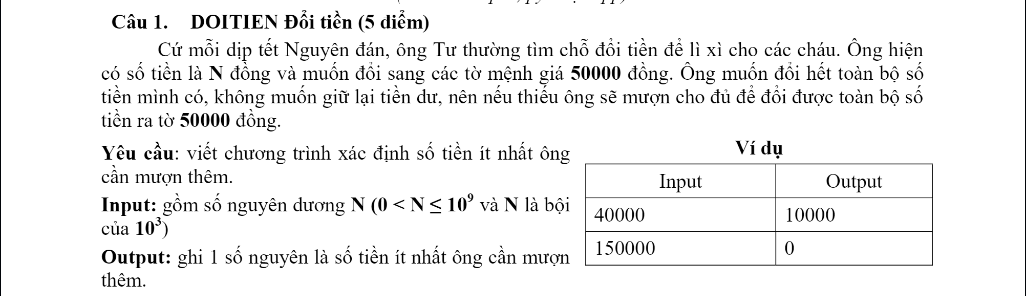 Câu 1. DOITIEN Đổi tiền (5 diểm)
Cứ mỗi dịp tết Nguyên đán, ông Tư thường tìm chỗ đổi tiền để lì xì cho các cháu. Ông hiện
có số tiền là N đồng và muốn đổi sang các tờ mệnh giá 50000 đồng. Ông muốn đổi hết toàn bộ số
tiền mình có, không muốn giữ lại tiền dư, nên nếu thiếu ông sẽ mượn cho đủ để đổi được toàn bộ số
tiền ra tờ 50000 đồng.
Yêu cầu: viết chương trình xác định số tiền ít nhất ông
cần mượn thêm.
Input: gồm số nguyên dương N (0 < N ≤ 10⁹ và N là bội
của 10³)
Output: ghi 1 số nguyên là số tiền ít nhất ông cần mượn
thêm.
Ví dụ
Input Output
40000 10000
150000 0